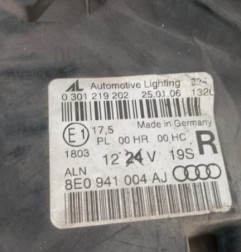 AL Automotive Lighting
0 301 219 202 25.01.06 132L
E1 17,5 Made in Germany
PL 00 HR 00 HC R
1803 12 24 V 19S
ALN
8E0 941 004 AJ